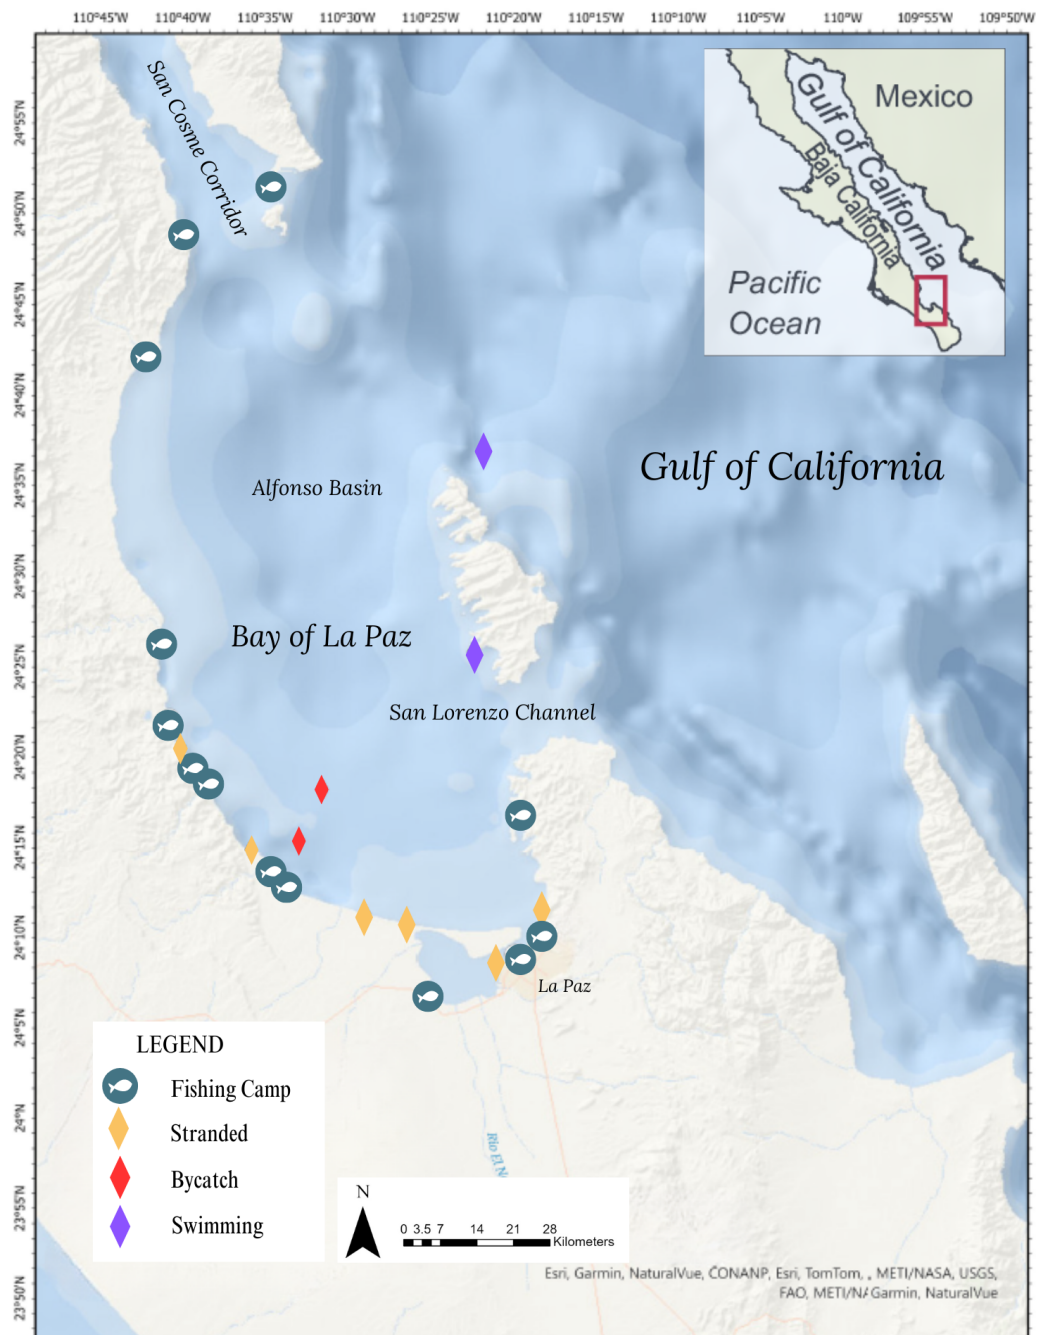 110°45'W 110°40'W 110°35'W 110°30'W 110°25'W 110°20'W 110°15'W 110°10'W 110°5'W 110°0'W 109°55'W 109°50'W
24°55'N
24°50'N
24°45'N
24°40'N
24°35'N
24°30'N
24°25'N
24°20'N
24°15'N
24°10'N
24°5'N
24°N
23°55'N
23°50'N
San Cosme Corridor
Gulf of California
Mexico
Baja California
Pacific
Ocean
Gulf of California
Alfonso Basin
Bay of La Paz
San Lorenzo Channel
La Paz
Río El N
LEGEND
Fishing Camp
Stranded
Bycatch
Swimming
N
0 3.5 7 14 21 28
Kilometers
Esri, Garmin, NaturalVue, CONANP, Esri, TomTom, , METI/NASA, USGS,
FAO, METI/NA Garmin, NaturalVue